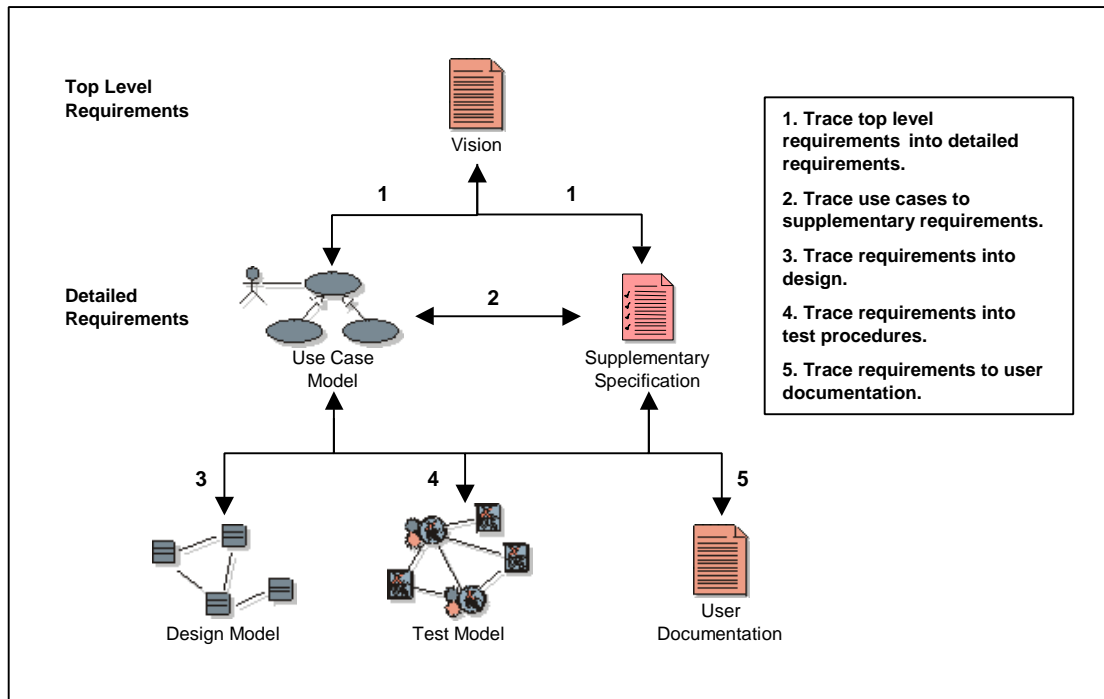 Top Level
Requirements
Vision
1
1
Detailed
Requirements
2
Use Case
Model
Supplementary
Specification
3
4
5
Design Model
Test Model
User
Documentation
1. Trace top level
requirements into detailed
requirements.
2. Trace use cases to
supplementary requirements.
3. Trace requirements into
design.
4. Trace requirements into
test procedures.
5. Trace requirements to user
documentation.